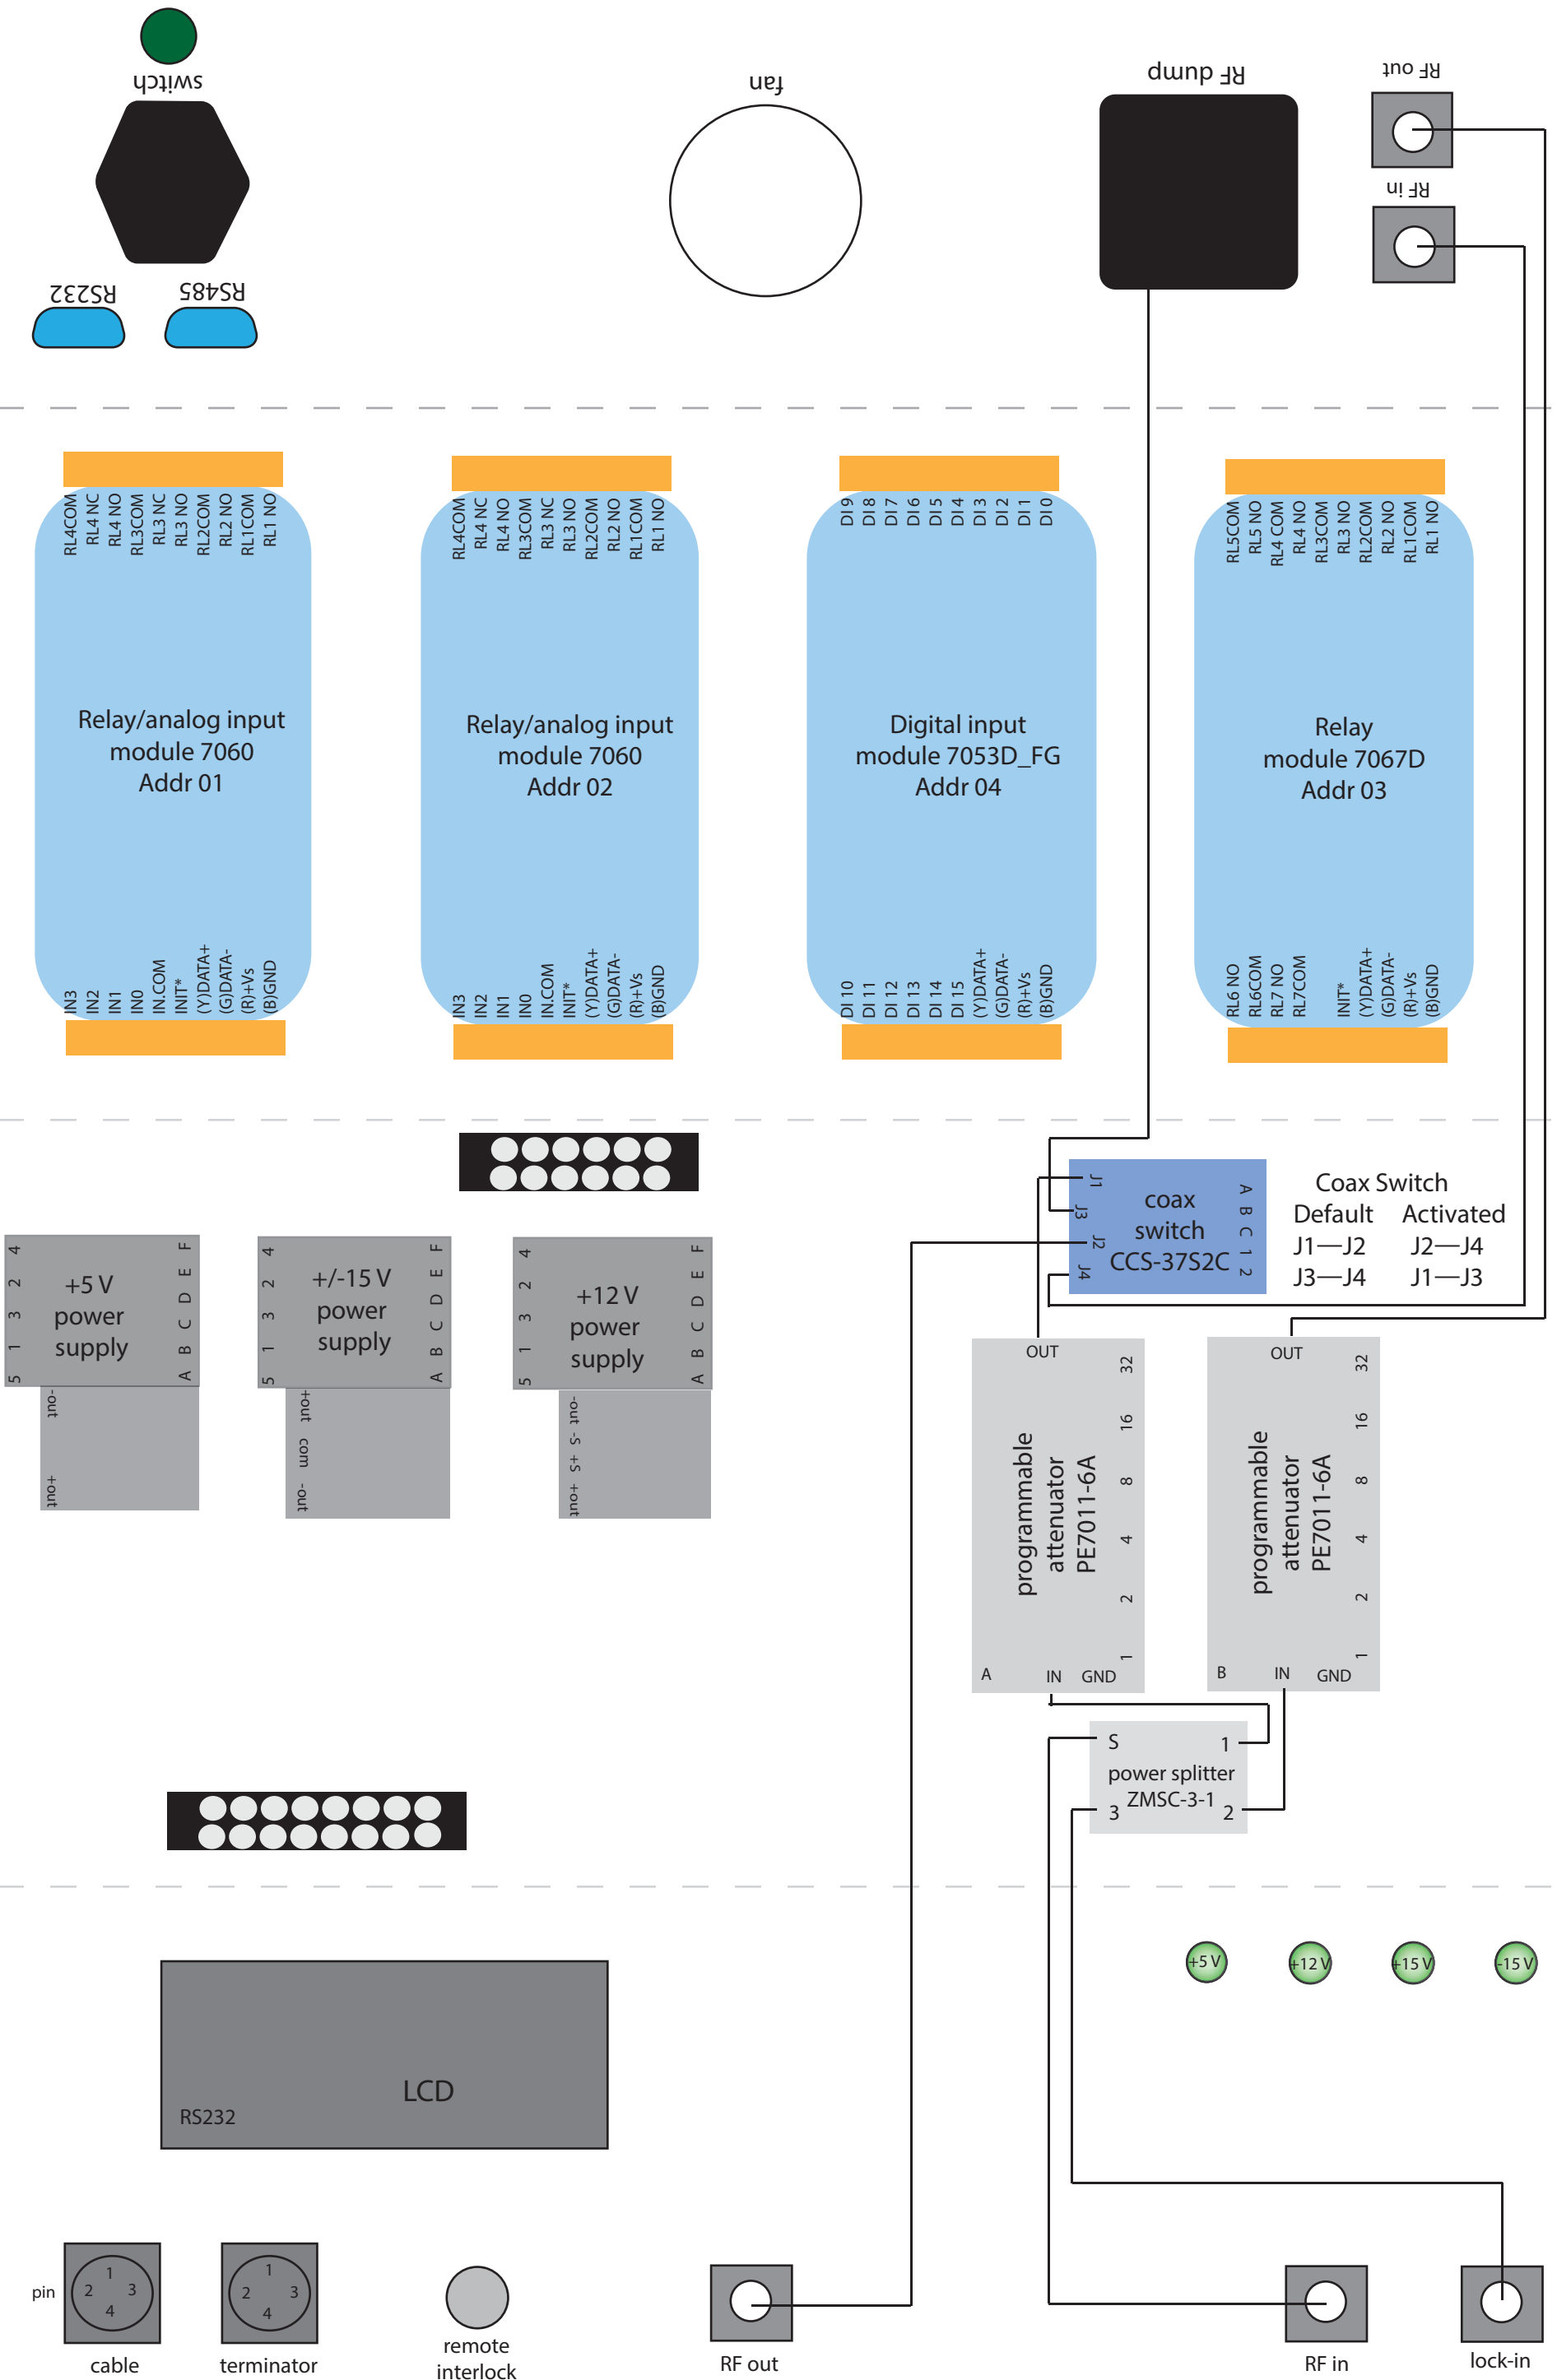 switch
fan
RF dump
RF out
RF in
RS232
RS485
RL4COM
RL4 NC
RL4 NO
RL3COM
RL3 NC
RL3 NO
RL2COM
RL2 NO
RL1COM
RL1 NO
Relay/analog input
module 7060
Addr 01
IN3
IN2
IN1
IN0
IN.COM
INIT*
(Y)DATA+
(G)DATA-
(R)+Vs
(B)GND
RL4COM
RL4 NC
RL4 NO
RL3COM
RL3 NC
RL3 NO
RL2COM
RL2 NO
RL1COM
RL1 NO
Relay/analog input
module 7060
Addr 02
IN3
IN2
IN1
IN0
IN.COM
INIT*
(Y)DATA+
(G)DATA-
(R)+Vs
(B)GND
DI 9
DI 8
DI 7
DI 6
DI 5
DI 4
DI 3
DI 2
DI 1
DI 0
Digital input
module 7053D_FG
Addr 04
DI 10
DI 11
DI 12
DI 13
DI 14
DI 15
(Y)DATA+
(G)DATA-
(R)+Vs
(B)GND
RL5COM
RL5 NO
RL4 COM
RL4 NO
RL3COM
RL3 NO
RL2COM
RL2 NO
RL1COM
RL1 NO
Relay
module 7067D
Addr 03
RL6 NO
RL6COM
RL7 NO
RL7COM
INIT*
(Y)DATA+
(G)DATA-
(R)+Vs
(B)GND
J1
J3
J2
J4
coax
switch
CCS-37S2C
A B C 1 2
Coax Switch
Default Activated
J1—J2 J2—J4
J3—J4 J1—J3
5 1 3 2 4
+5 V
power
supply
A B C D E F
-out +out
5 1 3 2 4
+/-15 V
power
supply
A B C D E F
+out com -out
5 1 3 2 4
+12 V
power
supply
A B C D E F
-out -S +S +out
OUT
programmable
attenuator
PE7011-6A
1 2 4 8 16 32
A IN GND
OUT
programmable
attenuator
PE7011-6A
1 2 4 8 16 32
B IN GND
S 1
power splitter
ZMSC-3-1
3 2
+5 V
+12 V
+15 V
-15 V
LCD
RS232
pin
1
2 3
4
cable
1
2 3
4
terminator
remote
interlock
RF out
RF in
lock-in